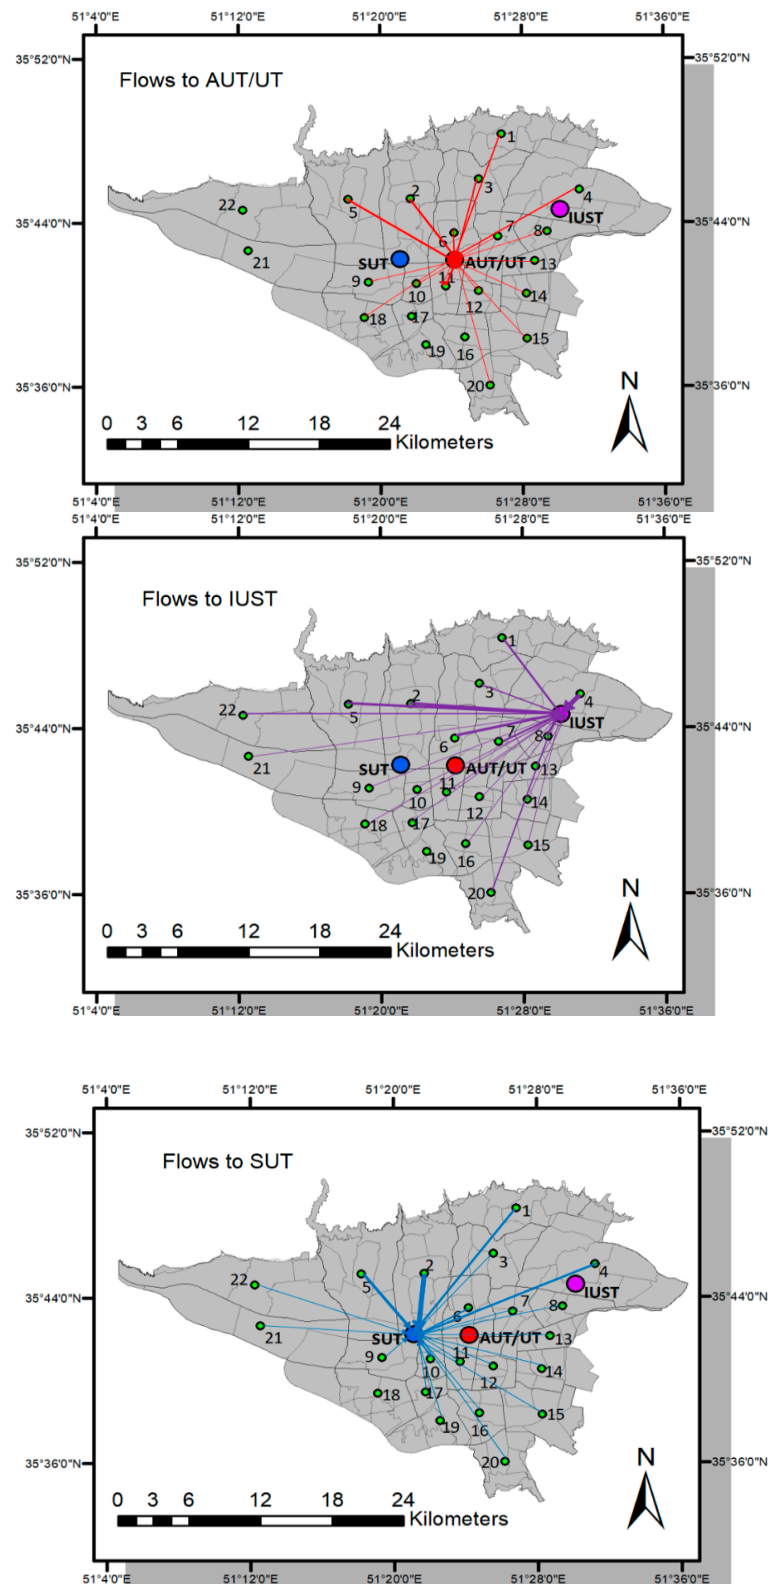 51°4'0"E 51°12'0"E 51°20'0"E 51°28'0"E 51°36'0"E
35°52'0"N 35°52'0"N
Flows to AUT/UT
1
3
4
2
5
22
IUST
35°44'0"N 35°44'0"N
6 7 8
21
SUT AUT/UT 13
9 10 11 12 14
18 17
16 15
19
20
35°36'0"N 35°36'0"N
N
0 3 6 12 18 24
Kilometers
51°4'0"E 51°12'0"E 51°20'0"E 51°28'0"E 51°36'0"E
51°4'0"E 51°12'0"E 51°20'0"E 51°28'0"E 51°36'0"E
35°52'0"N 35°52'0"N
Flows to IUST
1
3
4
2
5
22
IUST
35°44'0"N 35°44'0"N
6 7 8
21
SUT AUT/UT 13
9 10 11 12 14
18 17
16 15
19
20
35°36'0"N 35°36'0"N
N
0 3 6 12 18 24
Kilometers
51°4'0"E 51°12'0"E 51°20'0"E 51°28'0"E 51°36'0"E
51°4'0"E 51°12'0"E 51°20'0"E 51°28'0"E 51°36'0"E
35°52'0"N 35°52'0"N
Flows to SUT
1
3
2
4
5
22
IUST
35°44'0"N 35°44'0"N
6 7 8
21
SUT AUT/UT 13
9 10 11 12 14
18 17
16 15
19
20
35°36'0"N 35°36'0"N
N
0 3 6 12 18 24
Kilometers
51°4'0"E 51°12'0"E 51°20'0"E 51°28'0"E 51°36'0"E